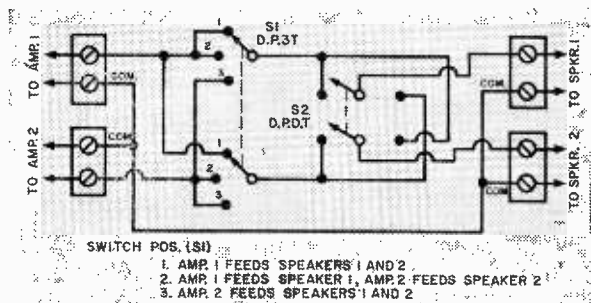 S1
D.P.3T
1
2
3
TO AMP. 1
COM.
S2
D.P.D.T
COM.
TO SPKR. 1
TO AMP. 2
COM.
1
2
3
COM
TO SPKR. 2
SWITCH POS. (S1)
1. AMP. 1 FEEDS SPEAKERS 1 AND 2
2. AMP. 1 FEEDS SPEAKER 1, AMP. 2 FEEDS SPEAKER 2
3. AMP. 2 FEEDS SPEAKERS 1 AND 2